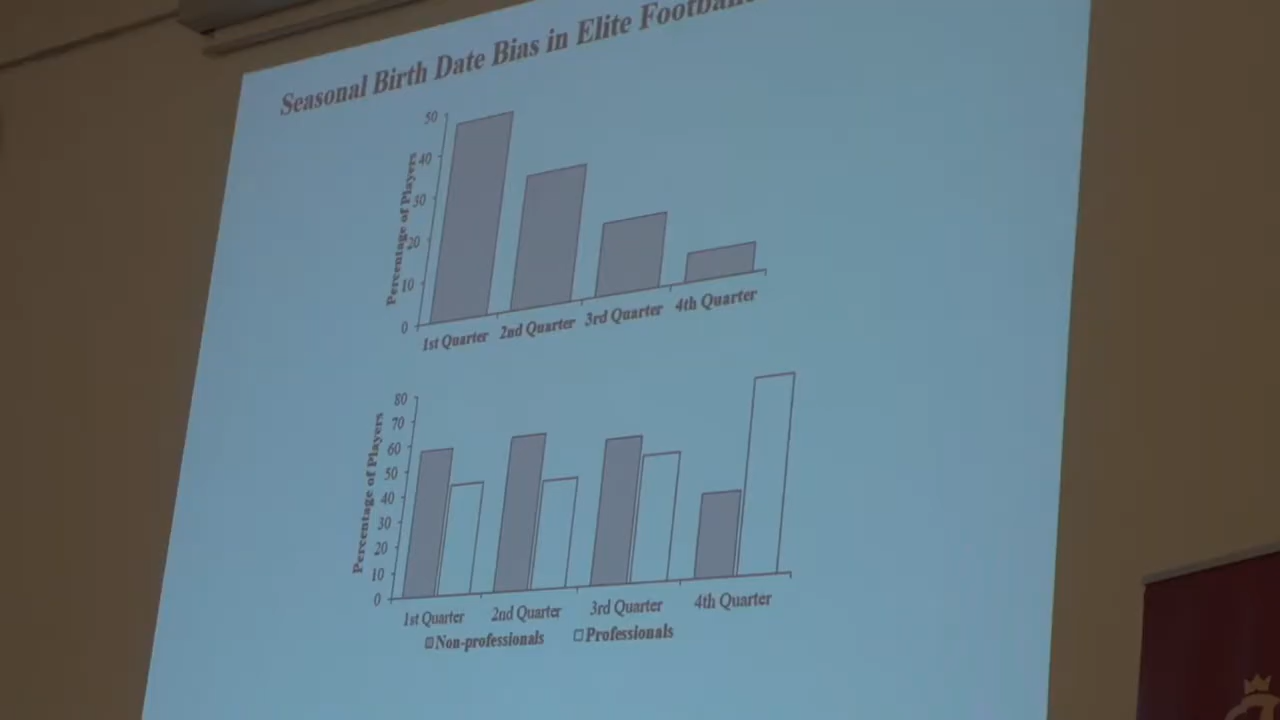 Seasonal Birth Date Bias in Elite Football
Percentage of Players
50
40
30
20
10
0
1st Quarter 2nd Quarter 3rd Quarter 4th Quarter
Percentage of Players
80
70
60
50
40
30
20
10
0
1st Quarter 2nd Quarter 3rd Quarter 4th Quarter
Non-professionals Professionals